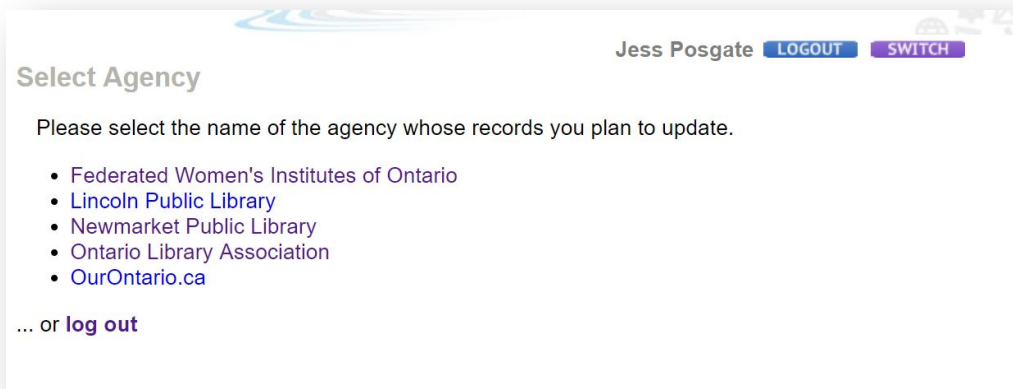 Jess Posgate LOGOUT SWITCH
Select Agency
Please select the name of the agency whose records you plan to update.
• Federated Women's Institutes of Ontario
• Lincoln Public Library
• Newmarket Public Library
• Ontario Library Association
• OurOntario.ca
... or log out